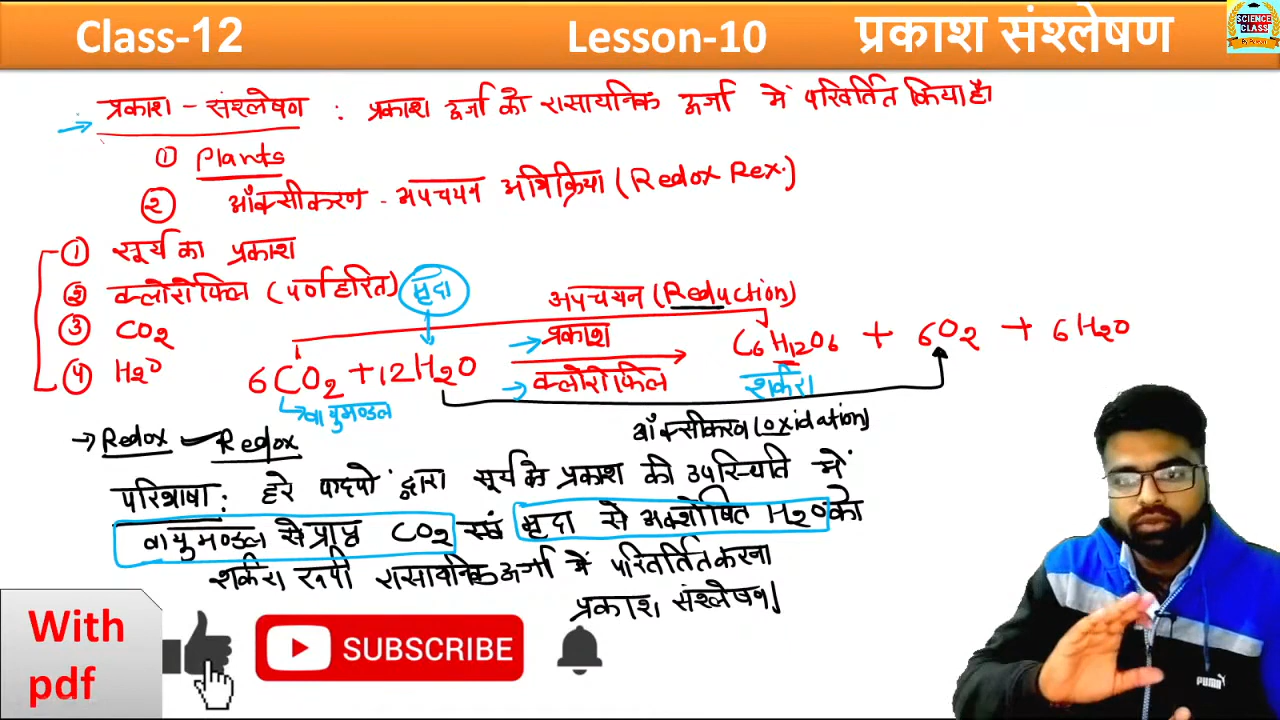 Class-12 Lesson-10 प्रकाश संश्लेषण
SCIENCE CLASS
प्रकाश - संश्लेषण : प्रकाश ऊर्जा को रासायनिक ऊर्जा में परिवर्तित किया है।
① Plants
② ऑक्सीकरण - अपचयन अभिक्रिया (Redox Rex.)
① सूर्य का प्रकाश
② क्लोरोफिल (पर्णहरित) मृदा
③ CO2
④ H2O
अपचयन (Reduction)
प्रकाश
6CO2 + 12H2O C6H12O6 + 6O2 + 6H2O
क्लोरोफिल शर्करा
वायुमण्डल
ऑक्सीकरण (oxidation)
→ Redox Redox
परिभाषा : हरे पादपो द्वारा सूर्य के प्रकाश की उपस्थिति में
वायुमण्डल से प्राप्त CO2 एवं मृदा से अवशोषित H2O को
शर्करा रूपी रासायनिक ऊर्जा में परिवर्तित करना
प्रकाश संश्लेषण।
With
pdf
SUBSCRIBE
PUMA